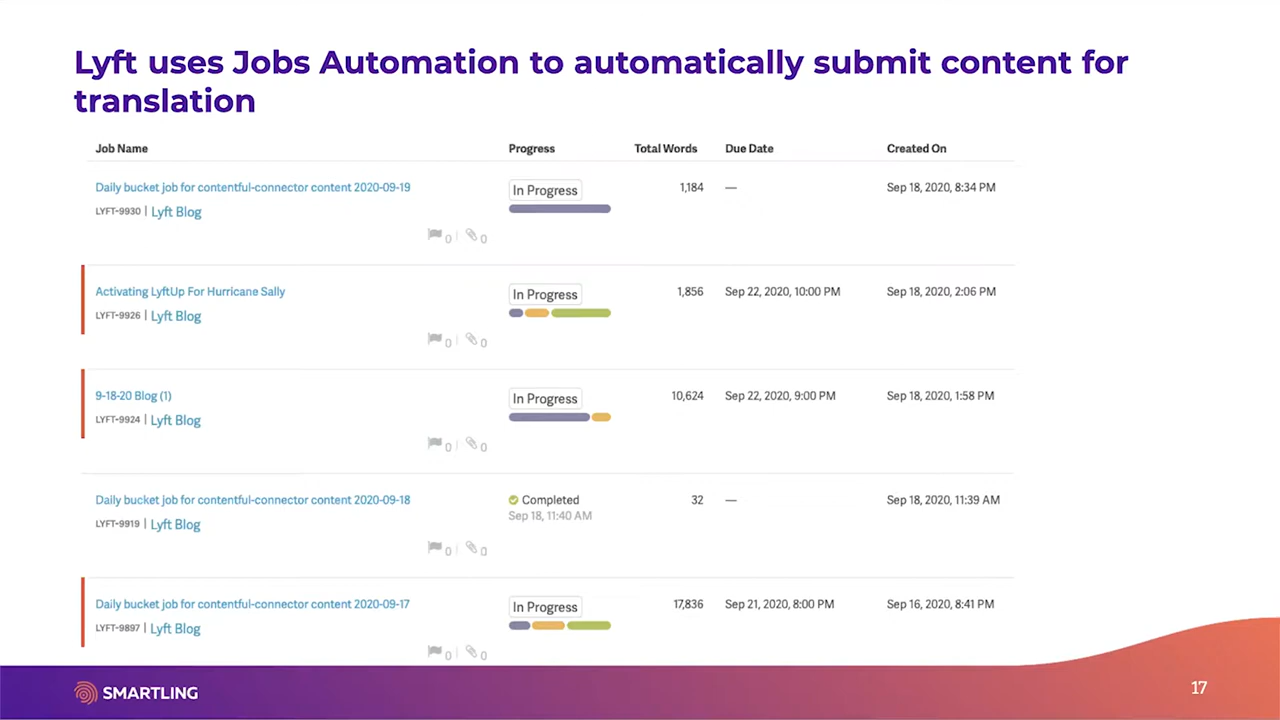 Lyft uses Jobs Automation to automatically submit content for
translation
Job Name Progress Total Words Due Date Created On
Daily bucket job for contentful-connector content 2020-09-19 In Progress 1,184 — Sep 18, 2020, 8:34 PM
LYFT-9930 | Lyft Blog
0 | 0
Activating LyftUp For Hurricane Sally In Progress 1,856 Sep 22, 2020, 10:00 PM Sep 18, 2020, 2:06 PM
LYFT-9926 | Lyft Blog
0 | 0
9-18-20 Blog (1) In Progress 10,624 Sep 22, 2020, 9:00 PM Sep 18, 2020, 1:58 PM
LYFT-9924 | Lyft Blog
0 | 0
Daily bucket job for contentful-connector content 2020-09-18 Completed 32 — Sep 18, 2020, 11:39 AM
Sep 18, 11:40 AM
LYFT-9919 | Lyft Blog
0 | 0
Daily bucket job for contentful-connector content 2020-09-17 In Progress 17,836 Sep 21, 2020, 8:00 PM Sep 16, 2020, 8:41 PM
LYFT-9897 | Lyft Blog
0 | 0
SMARTLING 17